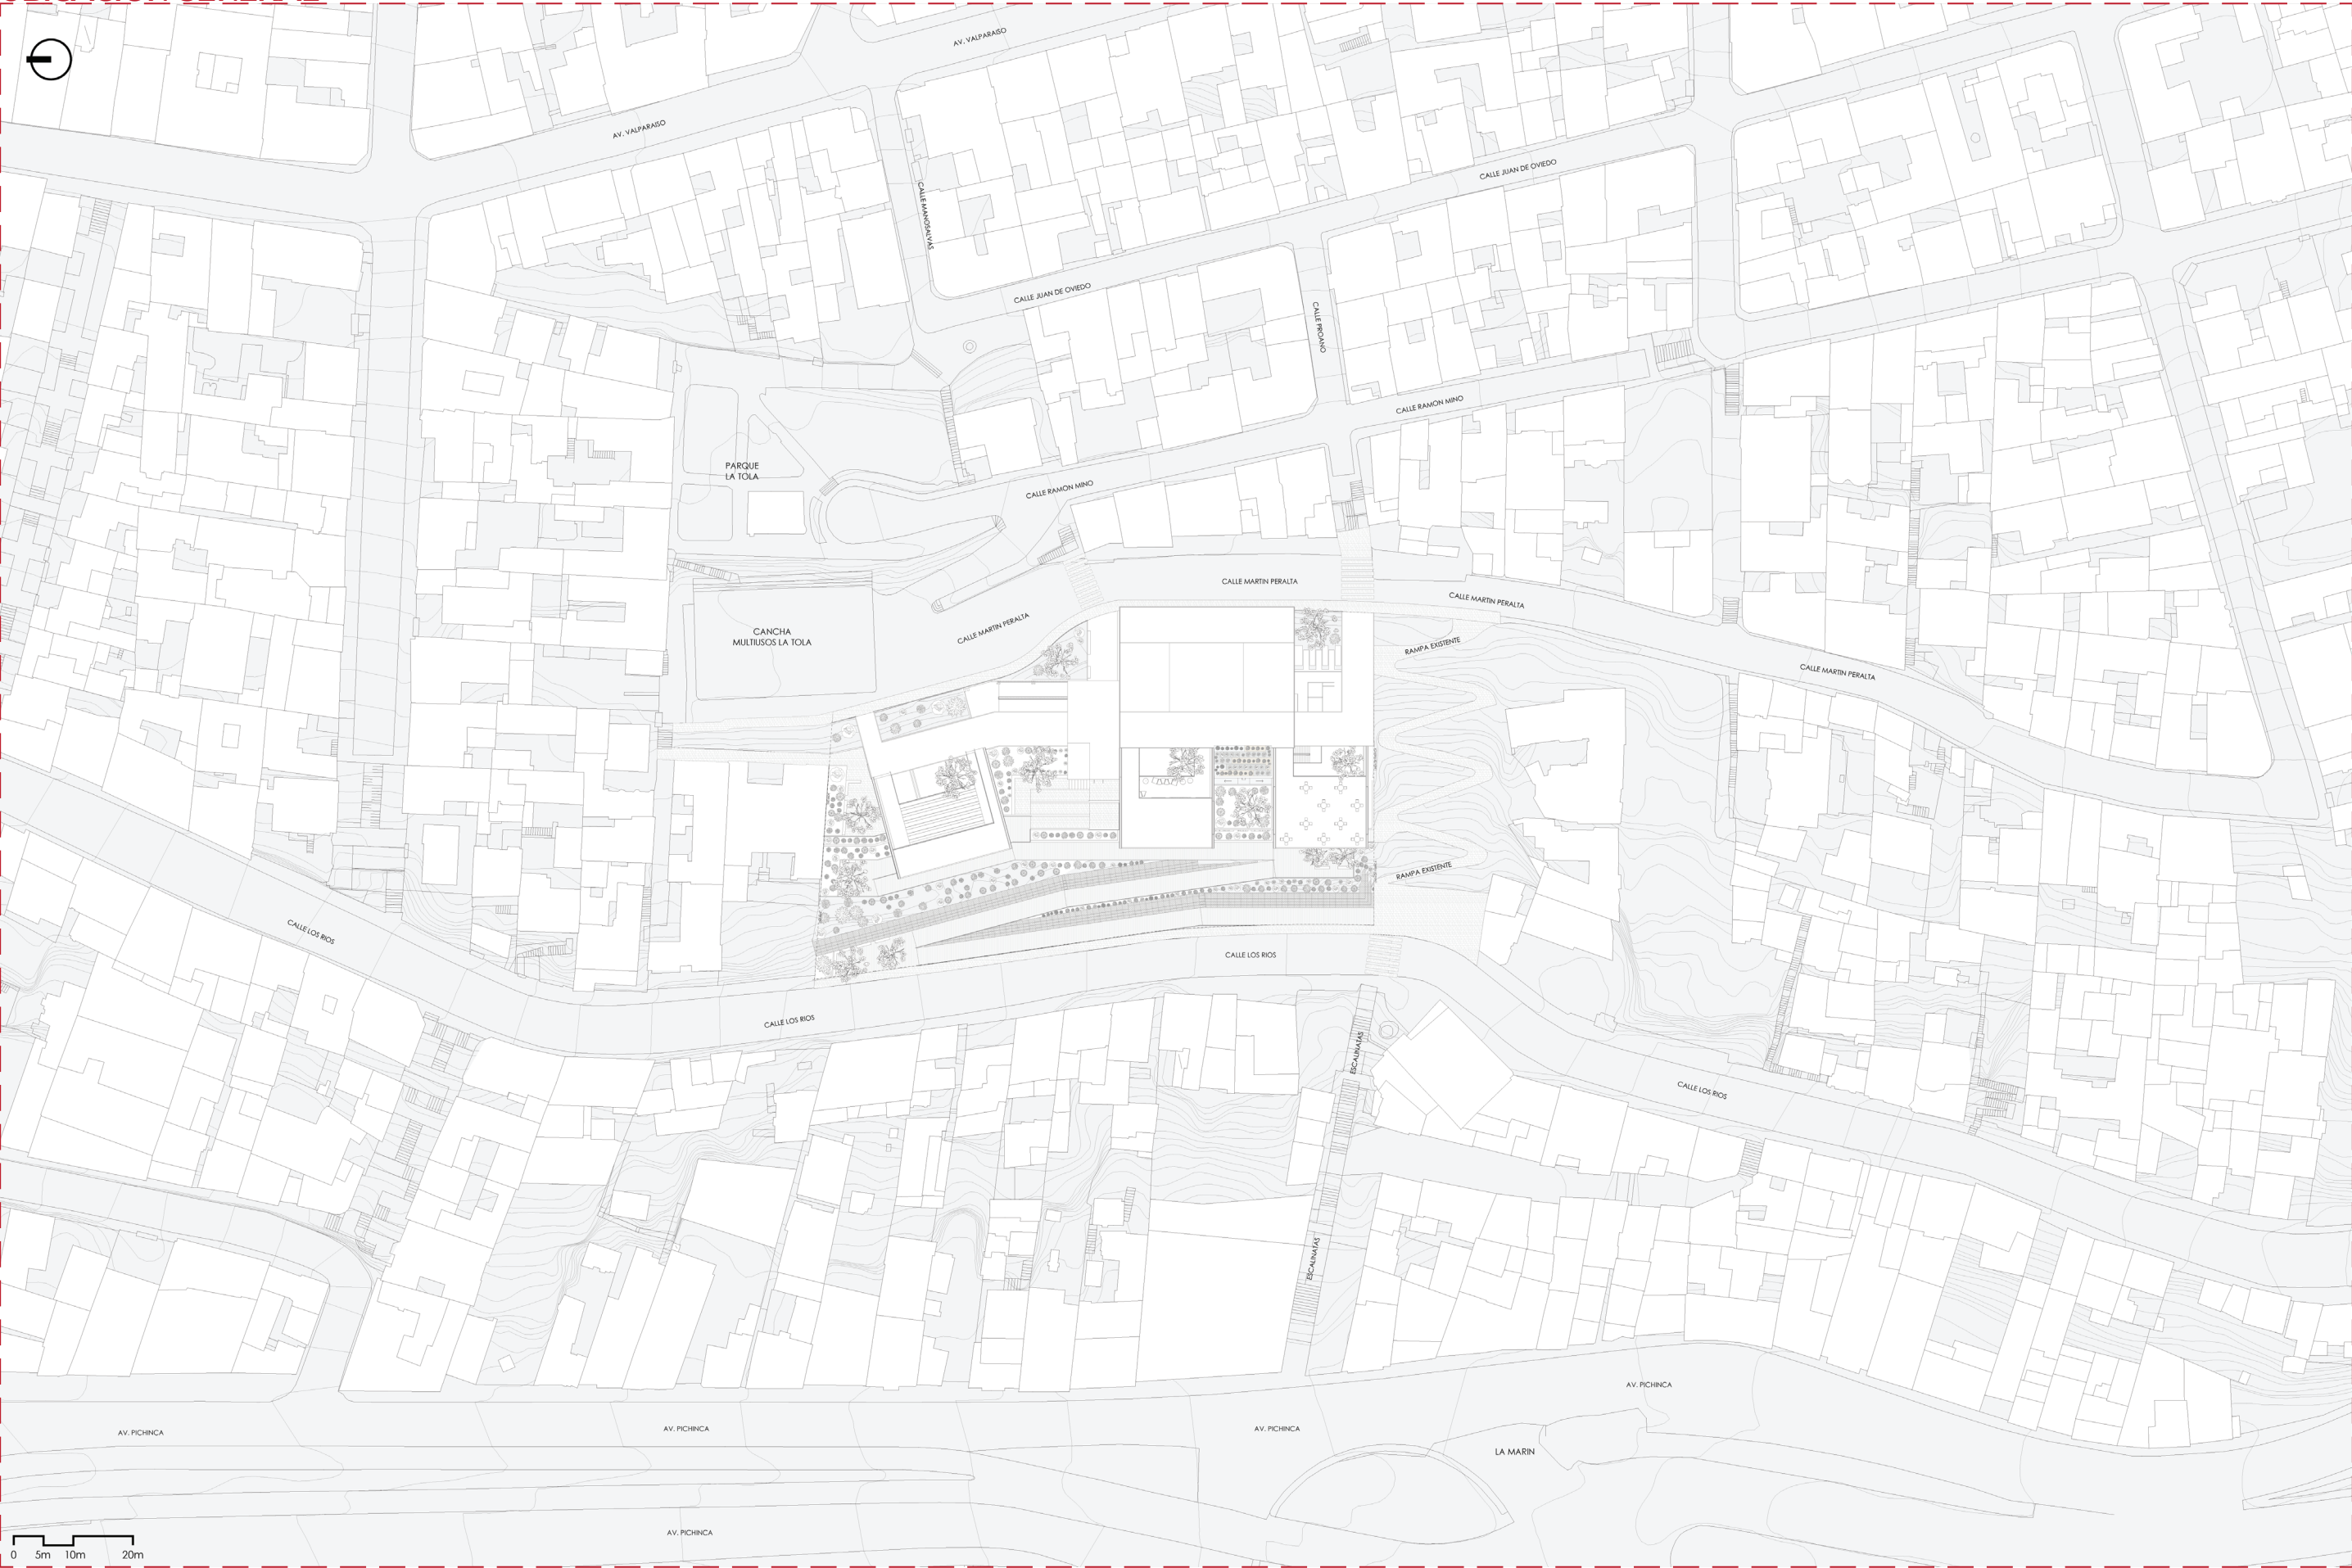 AV. VALPARAISO
AV. VALPARAISO
CALLE JUAN DE OVIEDO
CALLE MANOSALVAS
CALLE JUAN DE OVIEDO
CALLE PROANO
CALLE RAMON MINO
PARQUE
LA TOLA
CALLE RAMON MINO
CALLE MARTIN PERALTA
CALLE MARTIN PERALTA
CALLE MARTIN PERALTA
CANCHA
MULTIUSOS LA TOLA
RAMPA EXISTENTE
CALLE MARTIN PERALTA
RAMPA EXISTENTE
CALLE LOS RIOS
CALLE LOS RIOS
CALLE LOS RIOS
ESCALINATAS
CALLE LOS RIOS
ESCALINATAS
AV. PICHINCA
AV. PICHINCA
AV. PICHINCA
AV. PICHINCA
LA MARIN
AV. PICHINCA
0 5m 10m 20m